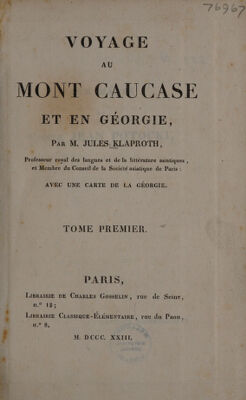 76967
VOYAGE
AU
MONT CAUCASE
ET EN GÉORGIE,
PAR M. JULES KLAPROTH,
Professeur royal des langues et de la littérature asiatiques,
et Membre du Conseil de la Société asiatique de Paris:
AVEC UNE CARTE DE LA GÉORGIE.
TOME PREMIER.
PARIS,
LIBRAIRIE DE CHARLES GOSSELIN, rue de Seine,
n.º 12;
LIBRAIRIE CLASSIQUE-ÉLÉMENTAIRE, rue du Paon,
n.º 8,
M. DCCC. XXIII.